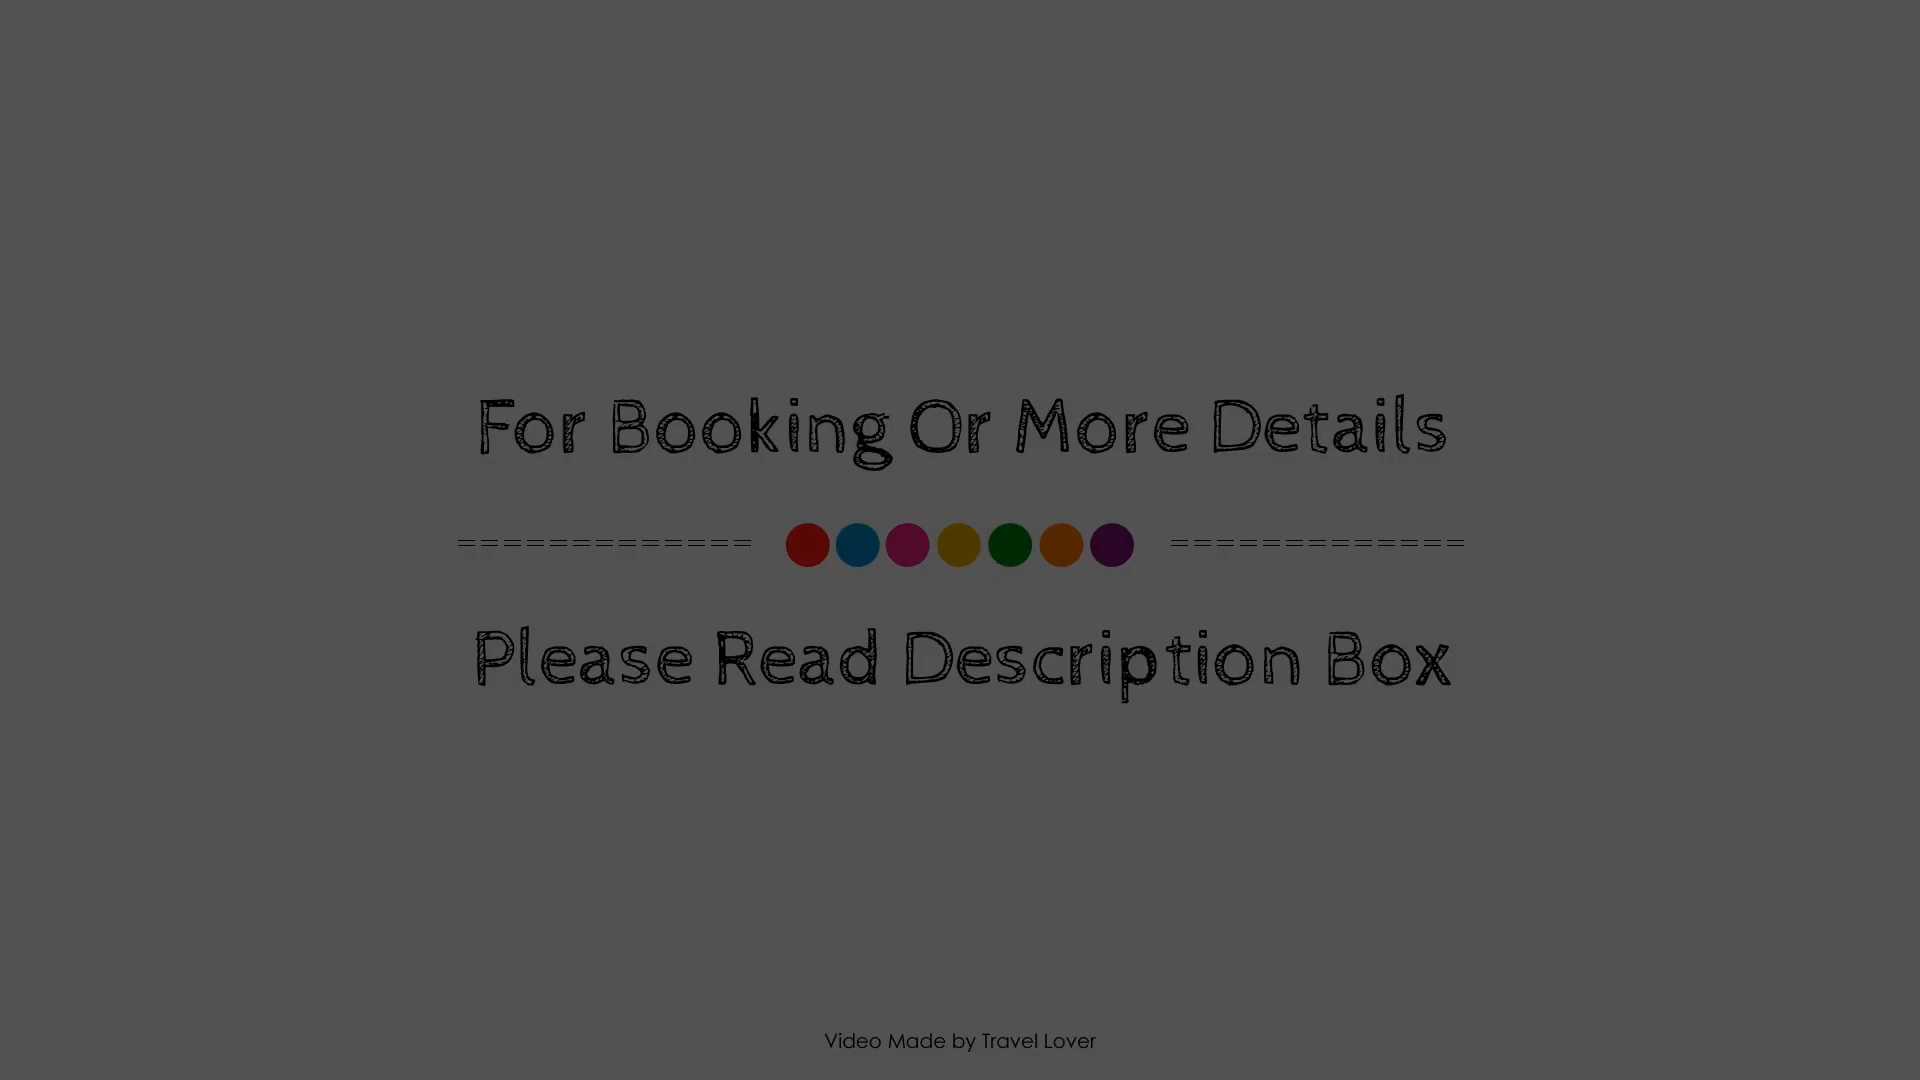 For Booking Or More Details
============= =============
Please Read Description Box
Video Made by Travel Lover